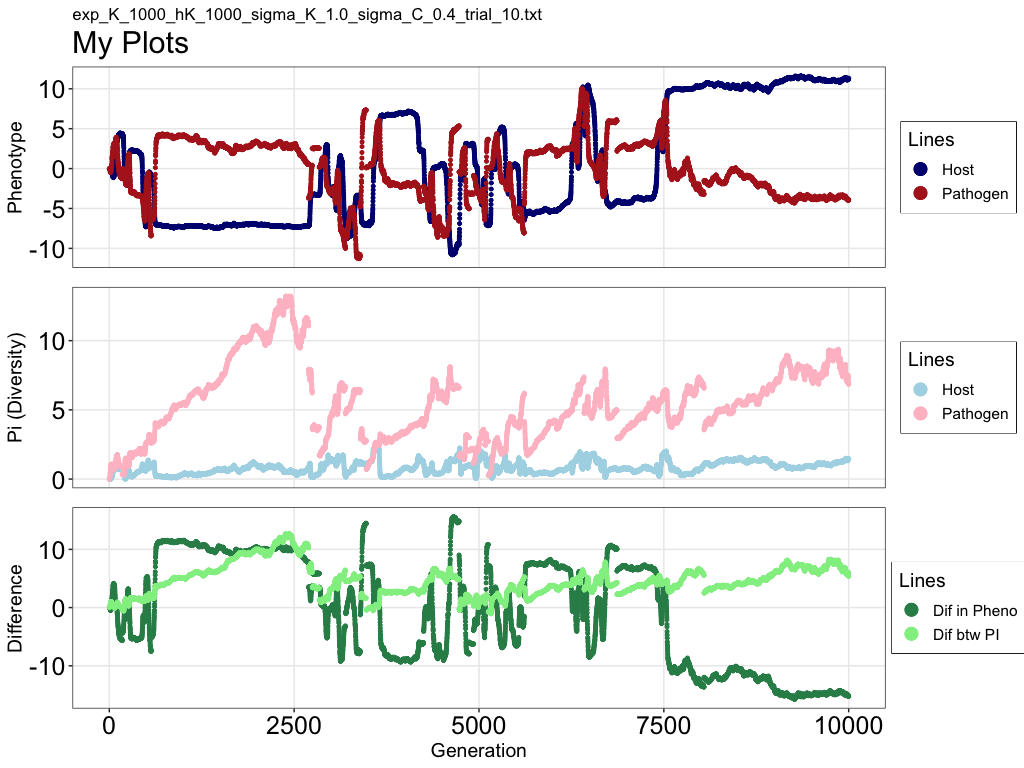 exp_K_1000_hK_1000_sigma_K_1.0_sigma_C_0.4_trial_10.txt
My Plots
Phenotype
10
5
0
-5
-10
Lines
Host
Pathogen
Pi (Diversity)
10
5
0
Lines
Host
Pathogen
Difference
10
0
-10
Lines
Dif in Pheno
Dif btw PI
0
2500
5000
7500
10000
Generation